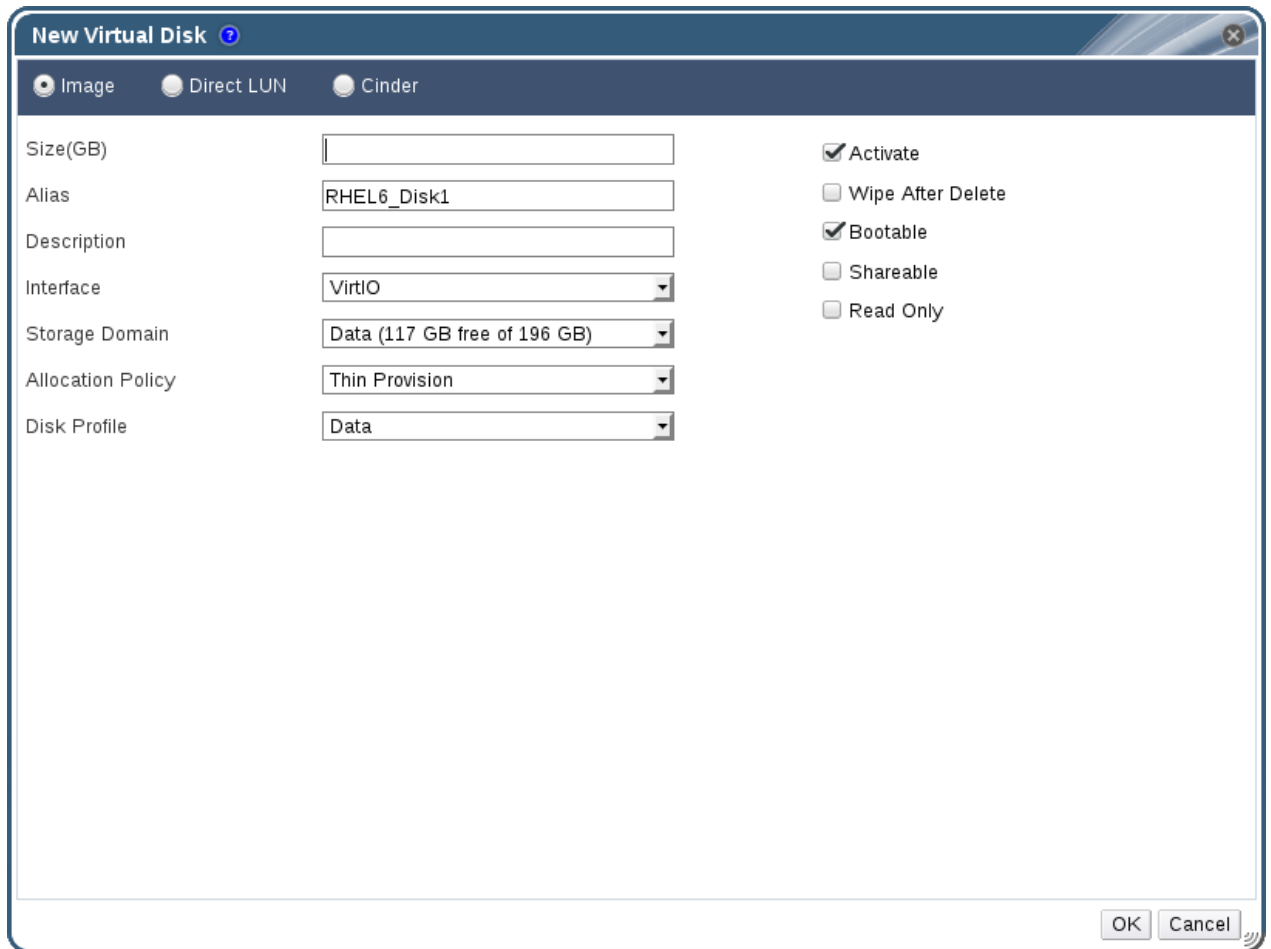 New Virtual Disk ?
Image Direct LUN Cinder
Size(GB)
Alias RHEL6_Disk1
Description
Interface VirtIO
Storage Domain Data (117 GB free of 196 GB)
Allocation Policy Thin Provision
Disk Profile Data
Activate
Wipe After Delete
Bootable
Shareable
Read Only
OK Cancel